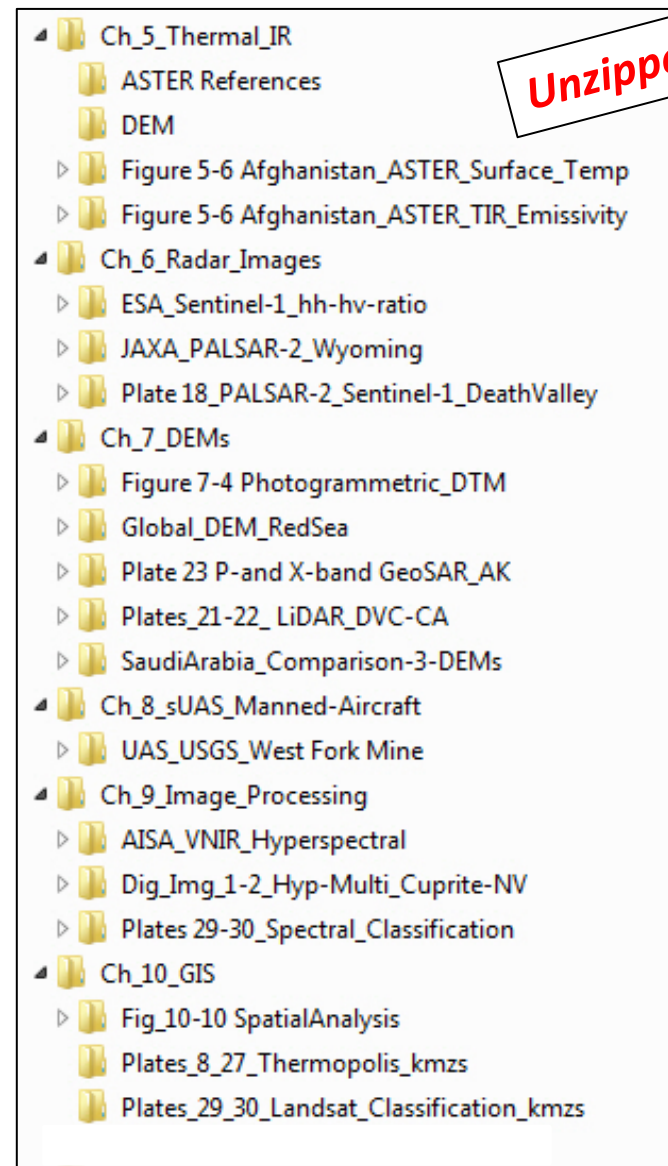 Ch_5_Thermal_IR
ASTER References
DEM
Figure 5-6 Afghanistan_ASTER_Surface_Temp
Figure 5-6 Afghanistan_ASTER_TIR_Emissivity
Ch_6_Radar_Images
ESA_Sentinel-1_hh-hv-ratio
JAXA_PALSAR-2_Wyoming
Plate 18_PALSAR-2_Sentinel-1_DeathValley
Ch_7_DEMs
Figure 7-4 Photogrammetric_DTM
Global_DEM_RedSea
Plate 23 P-and X-band GeoSAR_AK
Plates_21-22_ LiDAR_DVC-CA
SaudiArabia_Comparison-3-DEMs
Ch_8_sUAS_Manned-Aircraft
UAS_USGS_West Fork Mine
Ch_9_Image_Processing
AISA_VNIR_Hyperspectral
Dig_Img_1-2_Hyp-Multi_Cuprite-NV
Plates 29-30_Spectral_Classification
Ch_10_GIS
Fig_10-10 SpatialAnalysis
Plates_8_27_Thermopolis_kmzs
Plates_29_30_Landsat_Classification_kmzs